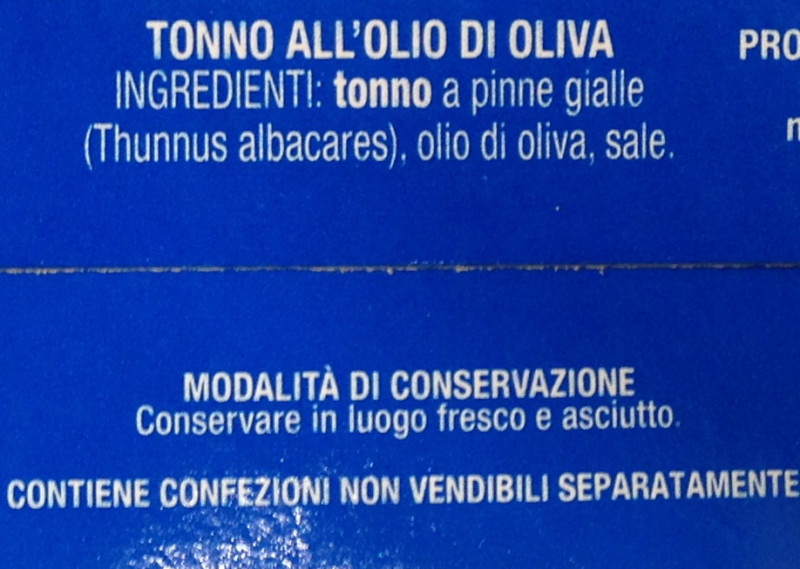 TONNO ALL'OLIO DI OLIVA
INGREDIENTI: tonno a pinne gialle
(Thunnus albacares), olio di oliva, sale.
PRO
MODALITÀ DI CONSERVAZIONE
Conservare in luogo fresco e asciutto.
CONTIENE CONFEZIONI NON VENDIBILI SEPARATAMENTE